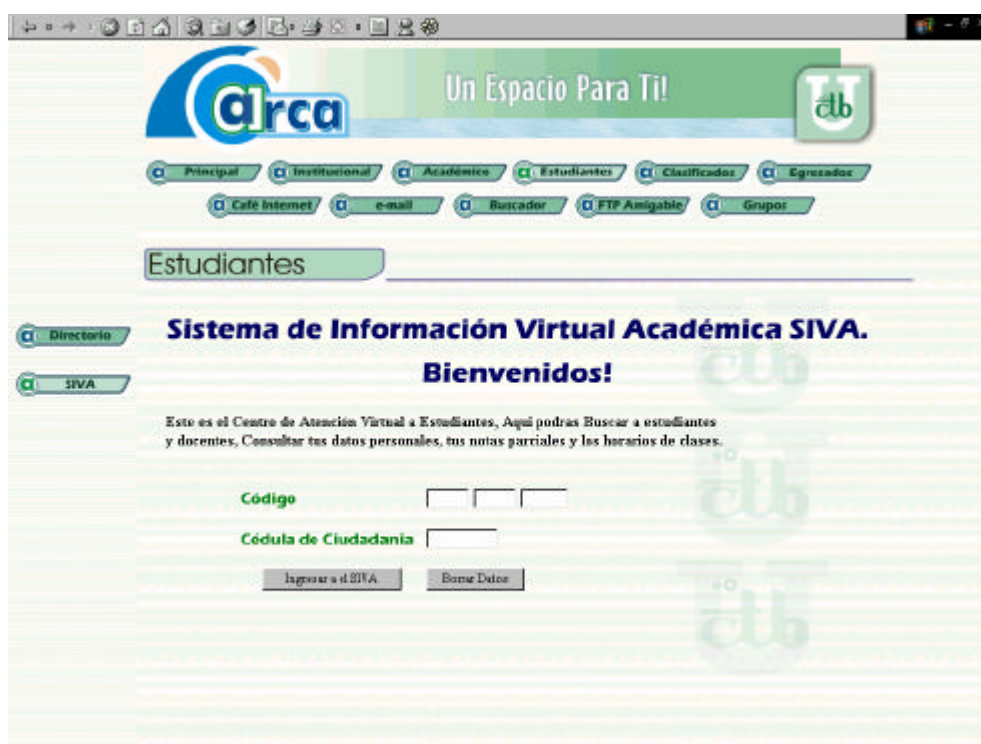 Un Espacio Para Ti!
@rca
ctb
Principal Institucional Académico Estudiantes Clasificados Egresados
Café Internet e-mail Buscador FTP Amigable Grupos
Estudiantes
Directorio
SIVA
Sistema de Información Virtual Académica SIVA.
Bienvenidos!
Este es el Centro de Atención Virtual a Estudiantes, Aquí podras Buscar a estudiantes
y docentes, Consultar tus datos personales, tus notas parciales y los horarios de clases.
Código
Cédula de Ciudadania
Ingresar a el SIVA Borrar Datos